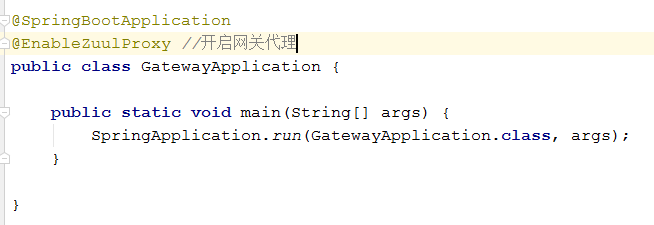 @SpringBootApplication
@EnableZuulProxy //开启网关代理
public class GatewayApplication {
public static void main(String[] args) {
SpringApplication.run(GatewayApplication.class, args);
}
}